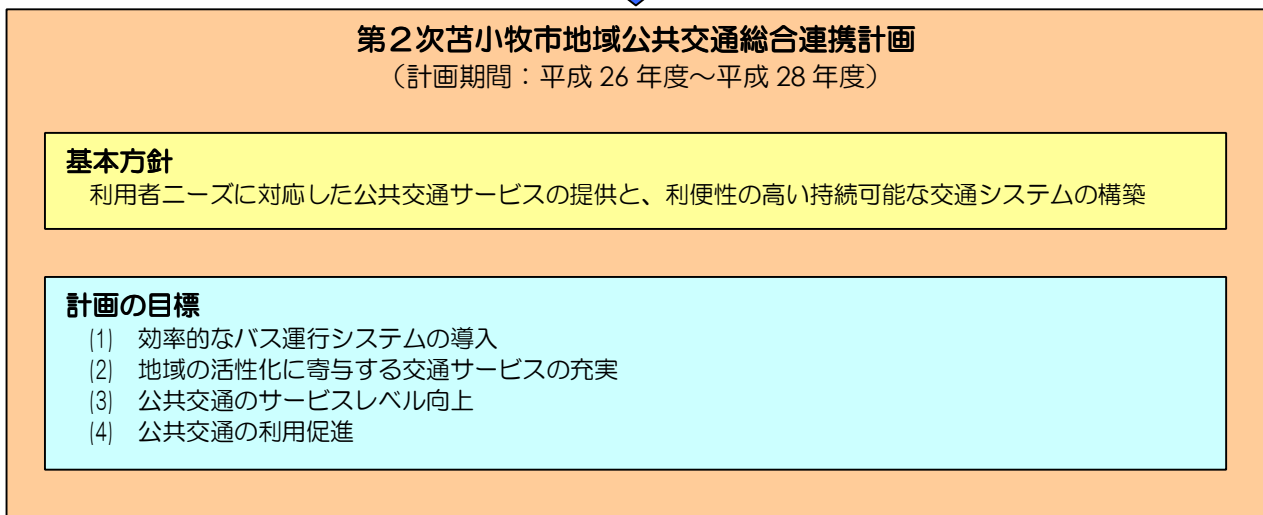 第２次苫小牧市地域公共交通総合連携計画
（計画期間：平成 26 年度～平成 28 年度）
基本方針
利用者ニーズに対応した公共交通サービスの提供と、利便性の高い持続可能な交通システムの構築
計画の目標
(1) 効率的なバス運行システムの導入
(2) 地域の活性化に寄与する交通サービスの充実
(3) 公共交通のサービスレベル向上
(4) 公共交通の利用促進